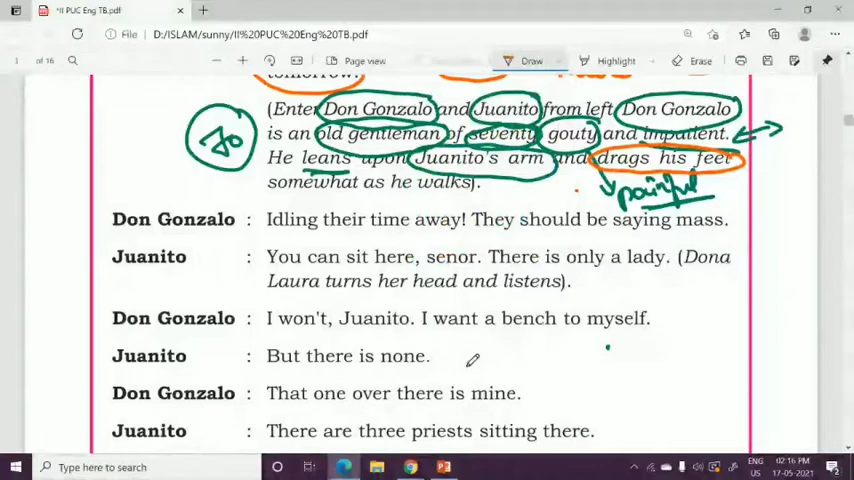 *II PUC Eng TB.pdf
File D:/ISLAM/sunny/II%20PUC%20Eng%20TB.pdf
1 of 16 Page view Draw Highlight Erase
tomorrow.
(Enter Don Gonzalo and Juanito from left Don Gonzalo
is an old gentleman of seventy gouty and impatient.
70
He leans upon Juanito's arm and drags his feet
somewhat as he walks).
painful
Don Gonzalo : Idling their time away! They should be saying mass.
Juanito : You can sit here, senor. There is only a lady. (Dona
Laura turns her head and listens).
Don Gonzalo : I won't, Juanito. I want a bench to myself.
Juanito : But there is none.
Don Gonzalo : That one over there is mine.
Juanito : There are three priests sitting there.
Type here to search
ENG 02:16 PM
US 17-05-2021
2